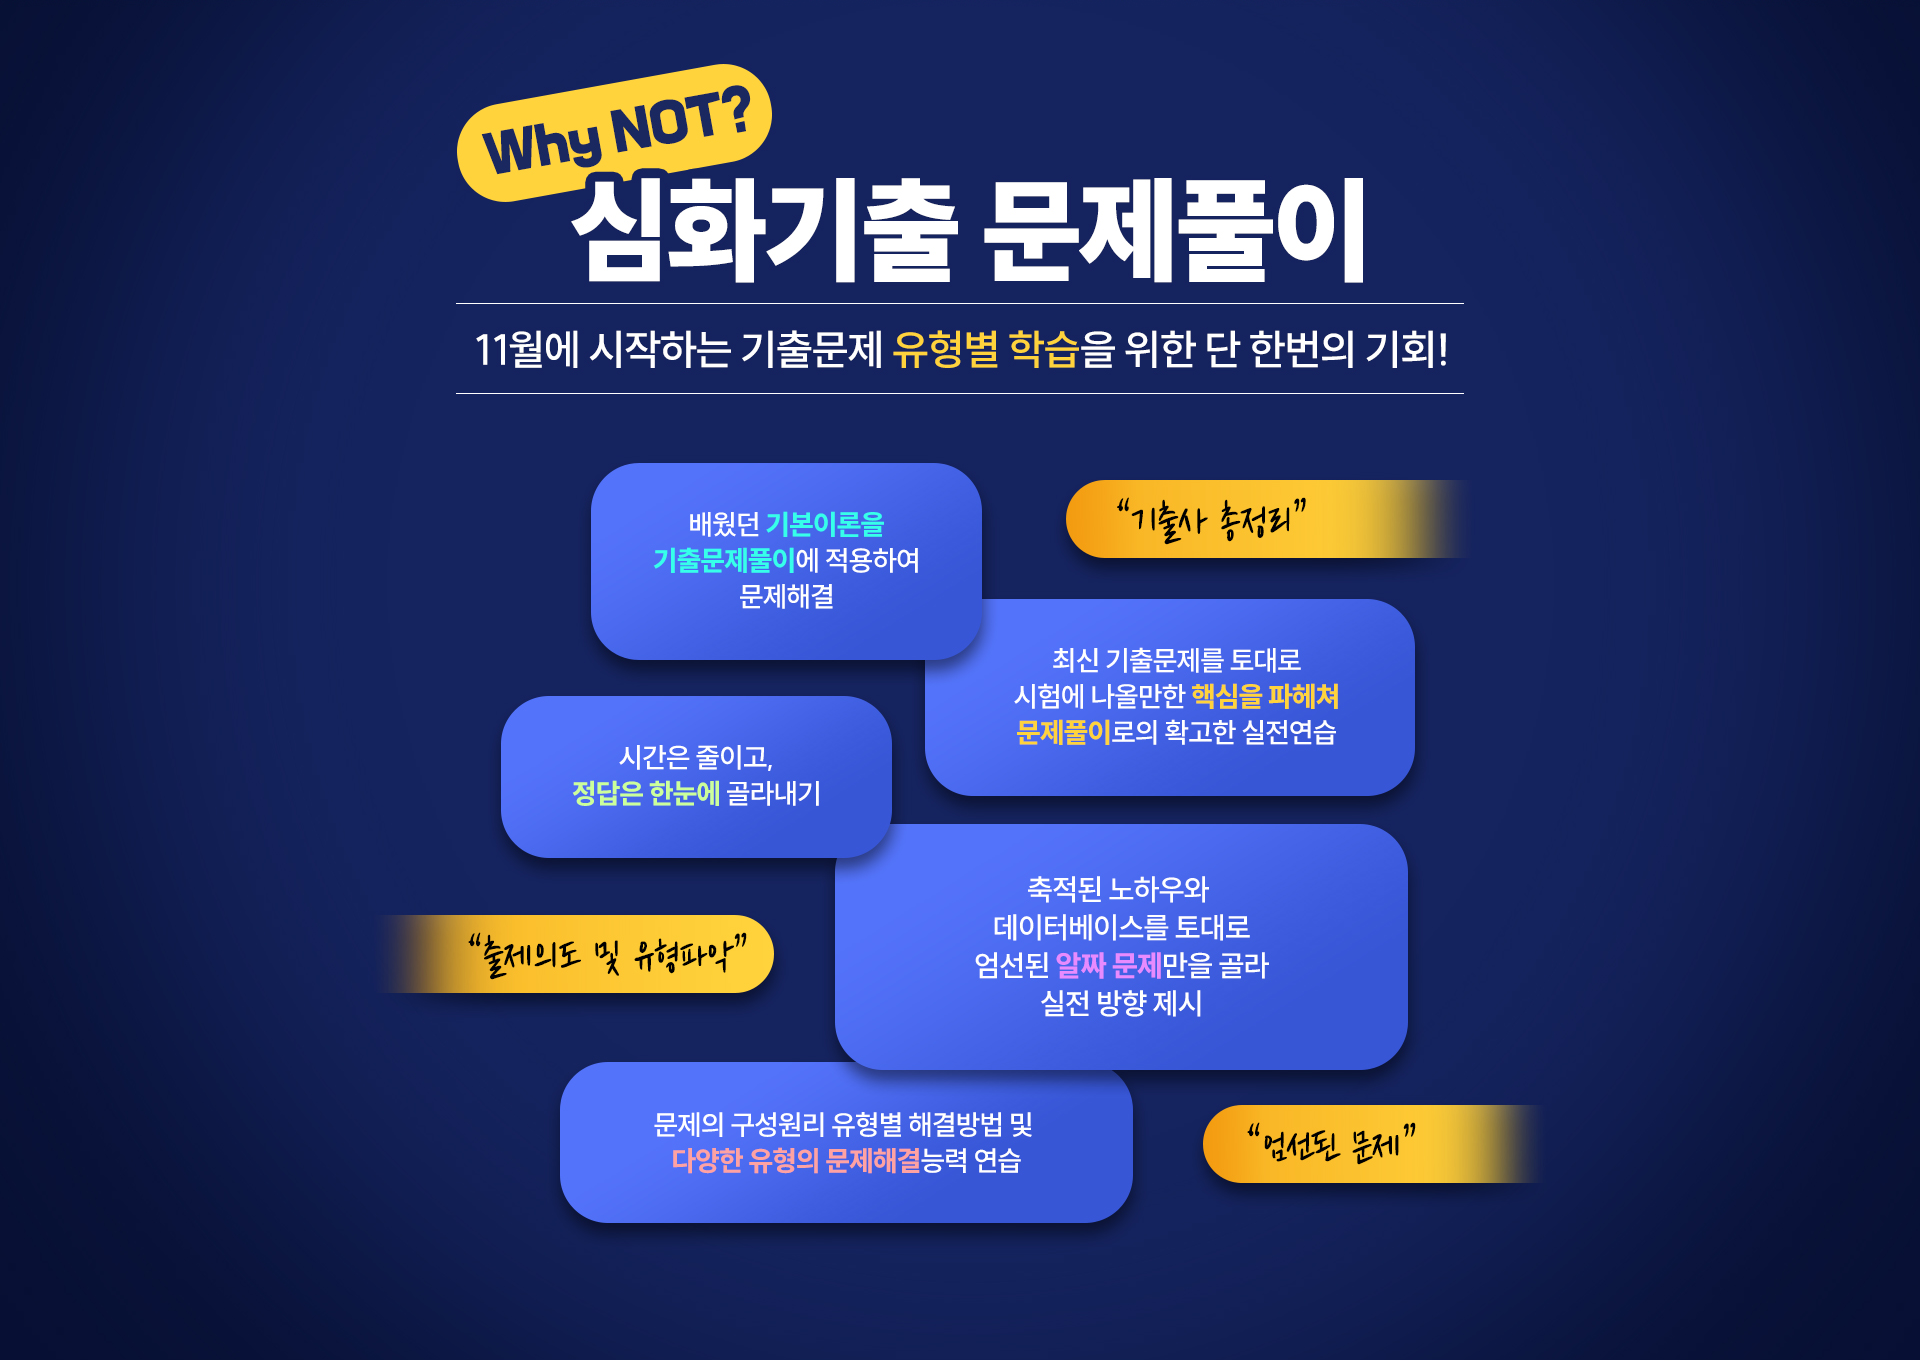 Why NOT?
심화기출 문제풀이
11월에 시작하는 기출문제 유형별 학습을 위한 단 한번의 기회!
배웠던 기본이론을
기출문제풀이에 적용하여
문제해결
“기출사 총정리”
최신 기출문제를 토대로
시험에 나올만한 핵심을 파헤쳐
문제풀이로의 확고한 실전연습
시간은 줄이고,
정답은 한눈에 골라내기
축적된 노하우와
데이터베이스를 토대로
엄선된 알짜 문제만을 골라
실전 방향 제시
“출제의도 및 유형파악”
문제의 구성원리 유형별 해결방법 및
다양한 유형의 문제해결능력 연습
“엄선된 문제”